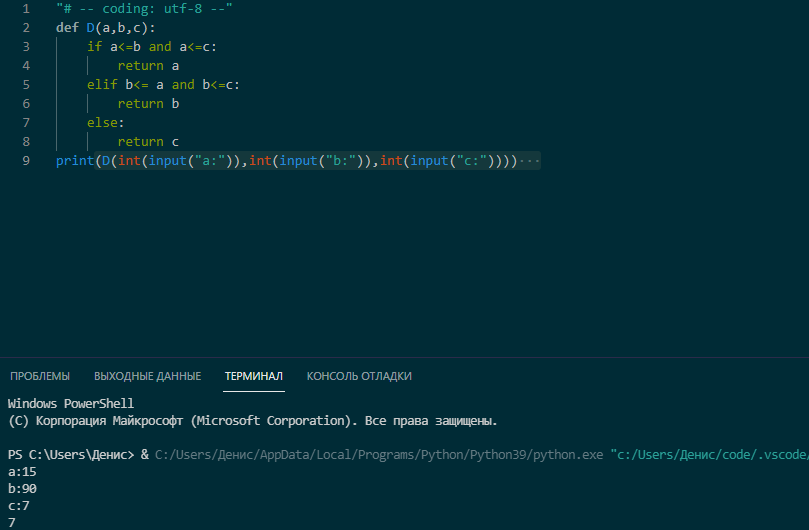 1 "# -- coding: utf-8 --"
2 def D(a,b,c):
3 if a<=b and a<=c:
4 return a
5 elif b<= a and b<=c:
6 return b
7 else:
8 return c
9 print(D(int(input("a:")),int(input("b:")),int(input("c:"))))···
ПРОБЛЕМЫ ВЫХОДНЫЕ ДАННЫЕ ТЕРМИНАЛ КОНСОЛЬ ОТЛАДКИ
Windows PowerShell
(C) Корпорация Майкрософт (Microsoft Corporation). Все права защищены.
PS C:\Users\Денис> & C:/Users/Денис/AppData/Local/Programs/Python/Python39/python.exe "c:/Users/Денис/code/.vscode/
a:15
b:90
c:7
7